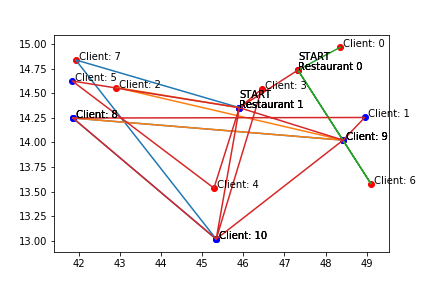 15.00
14.75
14.50
14.25
14.00
13.75
13.50
13.25
13.00
Client: 0
START
Restaurant 0
Client: 7
Client: 5
Client: 2
Client: 3
START
Restaurant 1
Client: 8
Client: 1
Client: 9
Client: 4
Client: 6
Client: 10
42 43 44 45 46 47 48 49